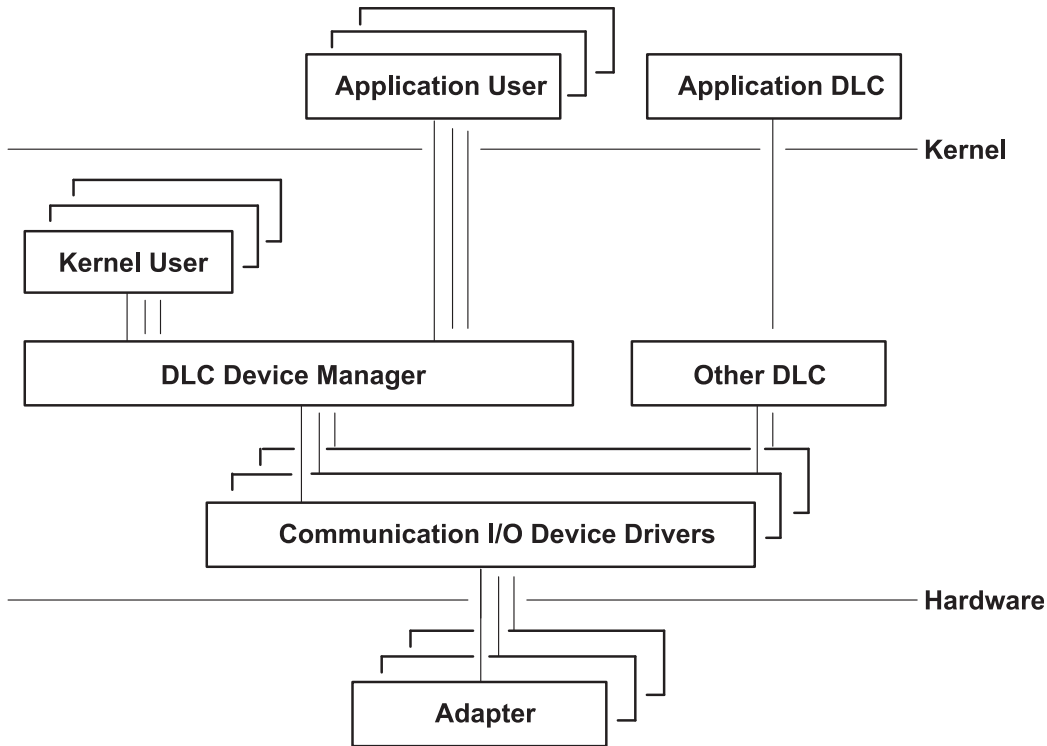 Application User
Application DLC
Kernel
Kernel User
DLC Device Manager
Other DLC
Communication I/O Device Drivers
Hardware
Adapter